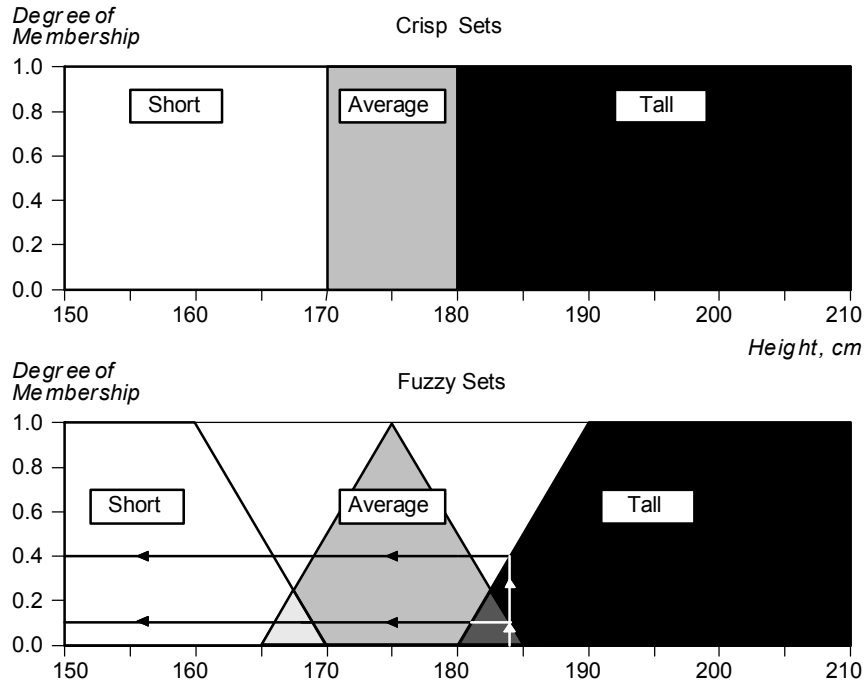 Degree of
Membership
Crisp Sets
1.0
Short
Average
Tall
0.8
0.6
0.4
0.2
0.0
150
160
170
180
190
200
210
Height, cm
Degree of
Membership
Fuzzy Sets
1.0
0.8
Short
Average
Tall
0.6
0.4
0.2
0.0
150
160
170
180
190
200
210